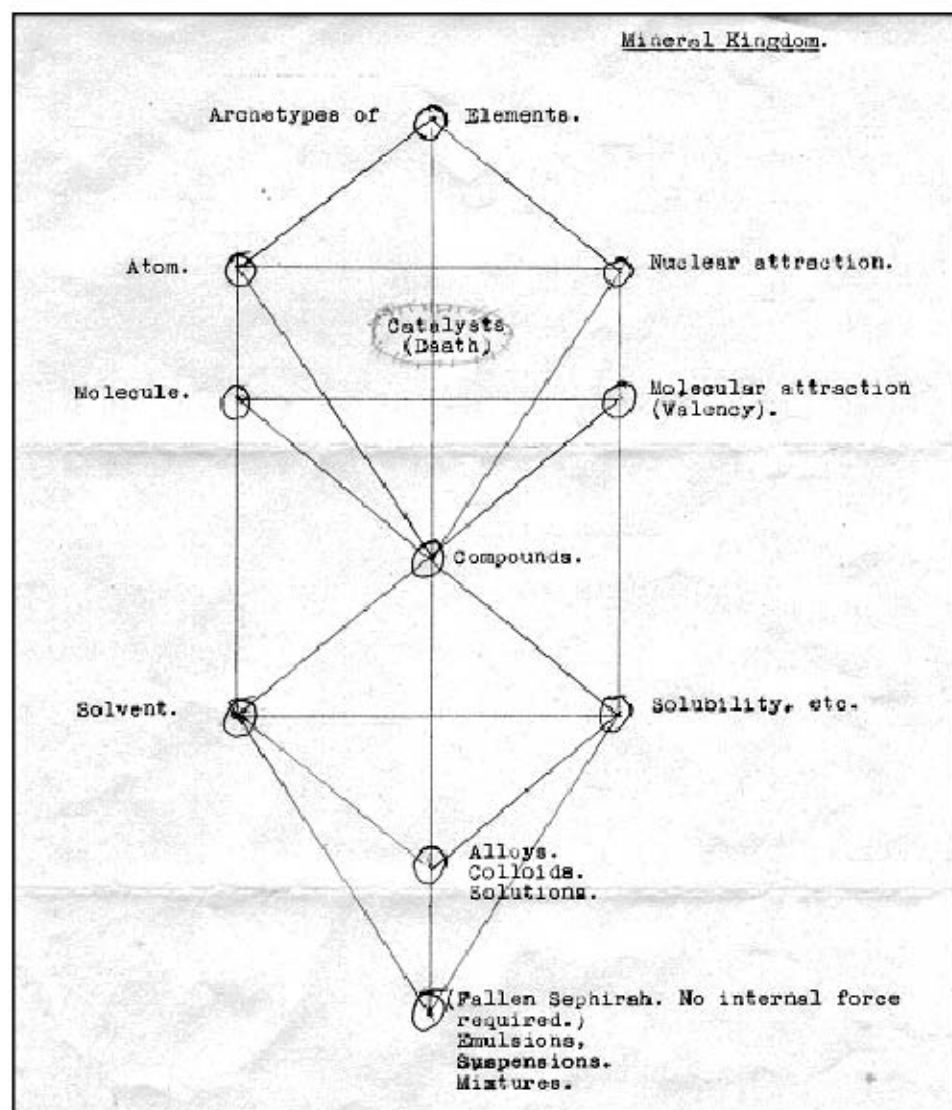 Mineral Kingdom.
Archetypes of Elements.
Atom.
Nuclear attraction.
Catalysts
(Death)
Molecule.
Molecular attraction
(Valency).
Compounds.
Solvent.
Solubility, etc.
Alloys.
Colloids.
Solutions.
(Fallen Sephirah. No internal force
required.)
Emulsions,
Suspensions.
Mixtures.